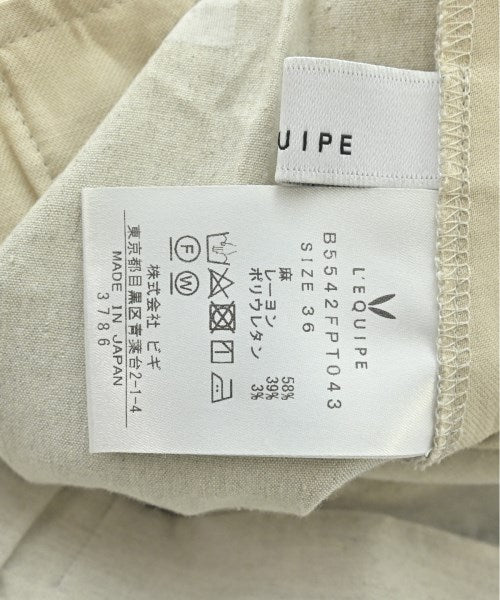 UIPE
L'EQUIPE
B5542FPT043
SIZE 36
麻 58%
レーヨン 39%
ポリウレタン 3%
F W
株式会社 ビギ
東京都目黒区青葉台2-1-4
MADE IN JAPAN
3786